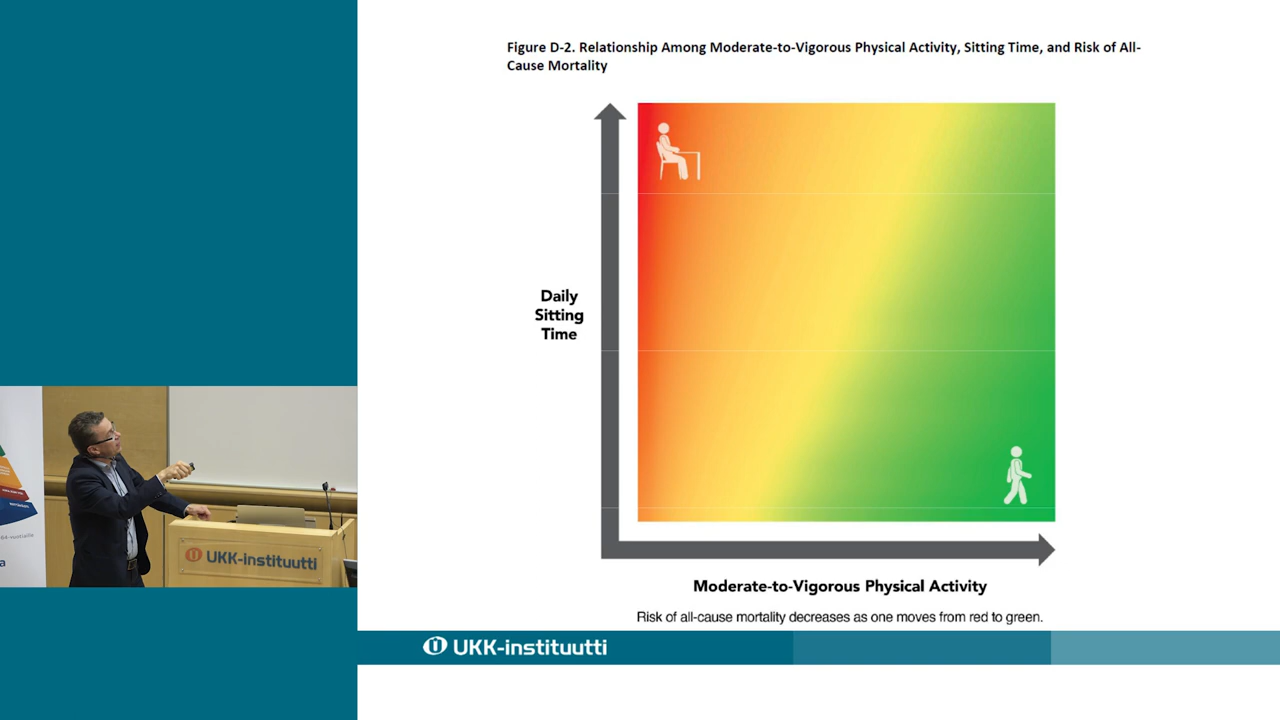 Figure D-2. Relationship Among Moderate-to-Vigorous Physical Activity, Sitting Time, and Risk of All-
Cause Mortality
Daily
Sitting
Time
Moderate-to-Vigorous Physical Activity
Risk of all-cause mortality decreases as one moves from red to green.
UKK-instituutti
UKK-instituutti